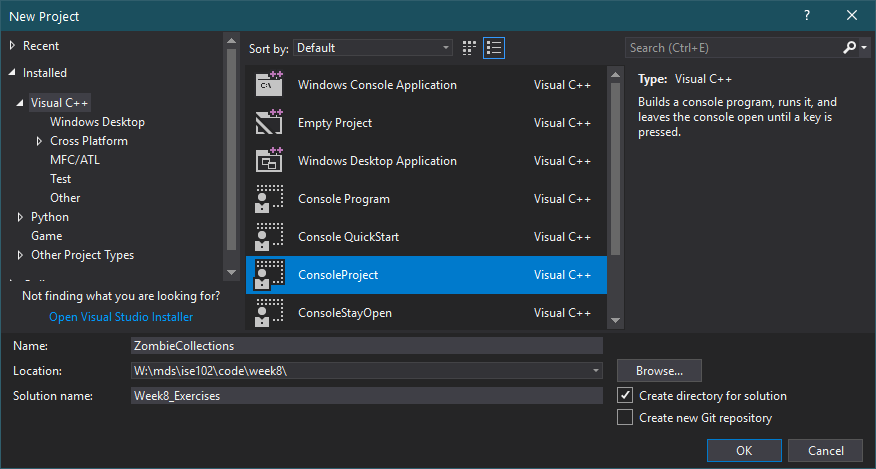 New Project
Recent
Installed
Visual C++
Windows Desktop
Cross Platform
MFC/ATL
Test
Other
Python
Game
Other Project Types
Not finding what you are looking for?
Open Visual Studio Installer
Sort by: Default
Windows Console Application Visual C++
Empty Project Visual C++
Windows Desktop Application Visual C++
Console Program Visual C++
Console QuickStart Visual C++
ConsoleProject Visual C++
ConsoleStayOpen Visual C++
Search (Ctrl+E)
Type: Visual C++
Builds a console program, runs it, and
leaves the console open until a key is
pressed.
Name: ZombieCollections
Location: W:\mds\ise102\code\week8\
Browse...
Solution name: Week8_Exercises
Create directory for solution
Create new Git repository
OK Cancel